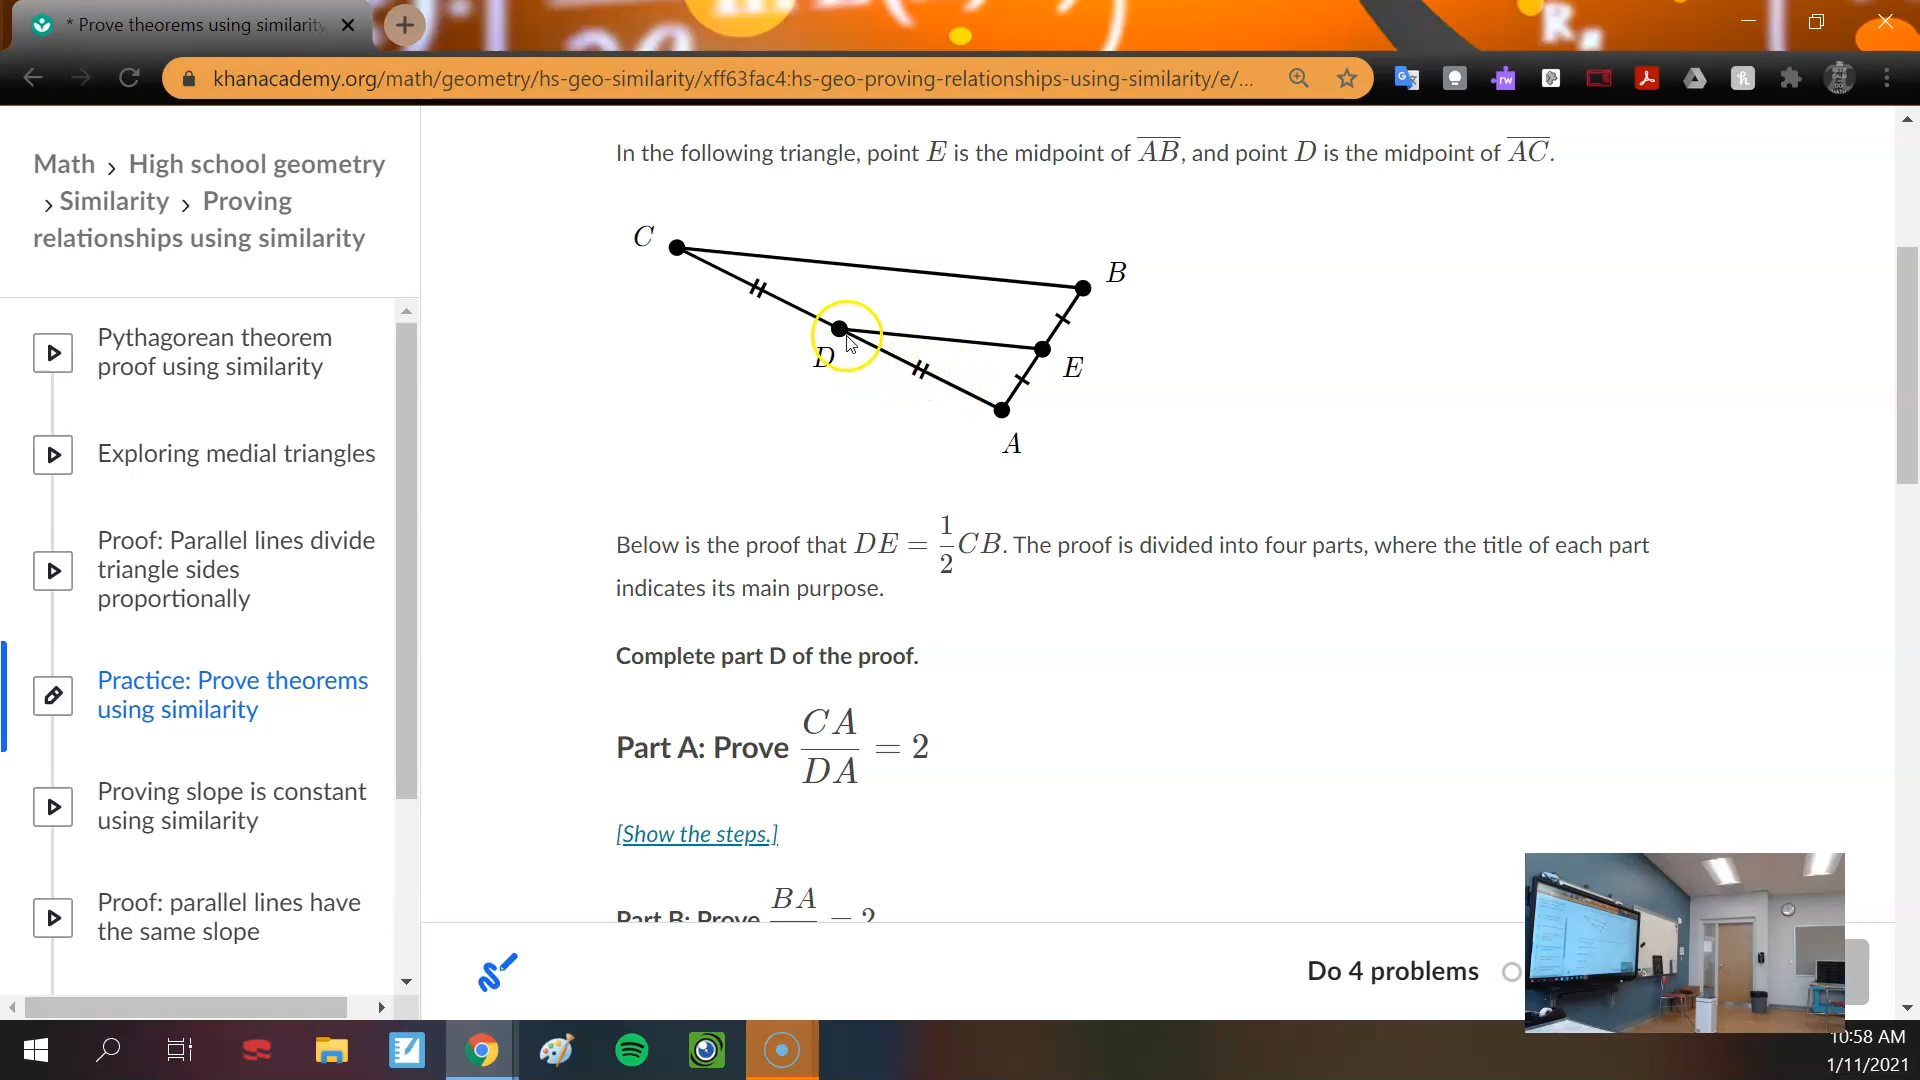 * Prove theorems using similarity
khanacademy.org/math/geometry/hs-geo-similarity/xff63fac4:hs-geo-proving-relationships-using-similarity/e/...
Math › High school geometry
› Similarity › Proving
relationships using similarity
Pythagorean theorem
proof using similarity
Exploring medial triangles
Proof: Parallel lines divide
triangle sides
proportionally
Practice: Prove theorems
using similarity
Proving slope is constant
using similarity
Proof: parallel lines have
the same slope
In the following triangle, point E is the midpoint of A̅B̅, and point D is the midpoint of A̅C̅.
C
B
D
E
A
Below is the proof that DE = 1/2 CB. The proof is divided into four parts, where the title of each part
indicates its main purpose.
Complete part D of the proof.
Part A: Prove CA/DA = 2
[Show the steps.]
Part B: Prove BA = 2
Do 4 problems
10:58 AM
1/11/2021